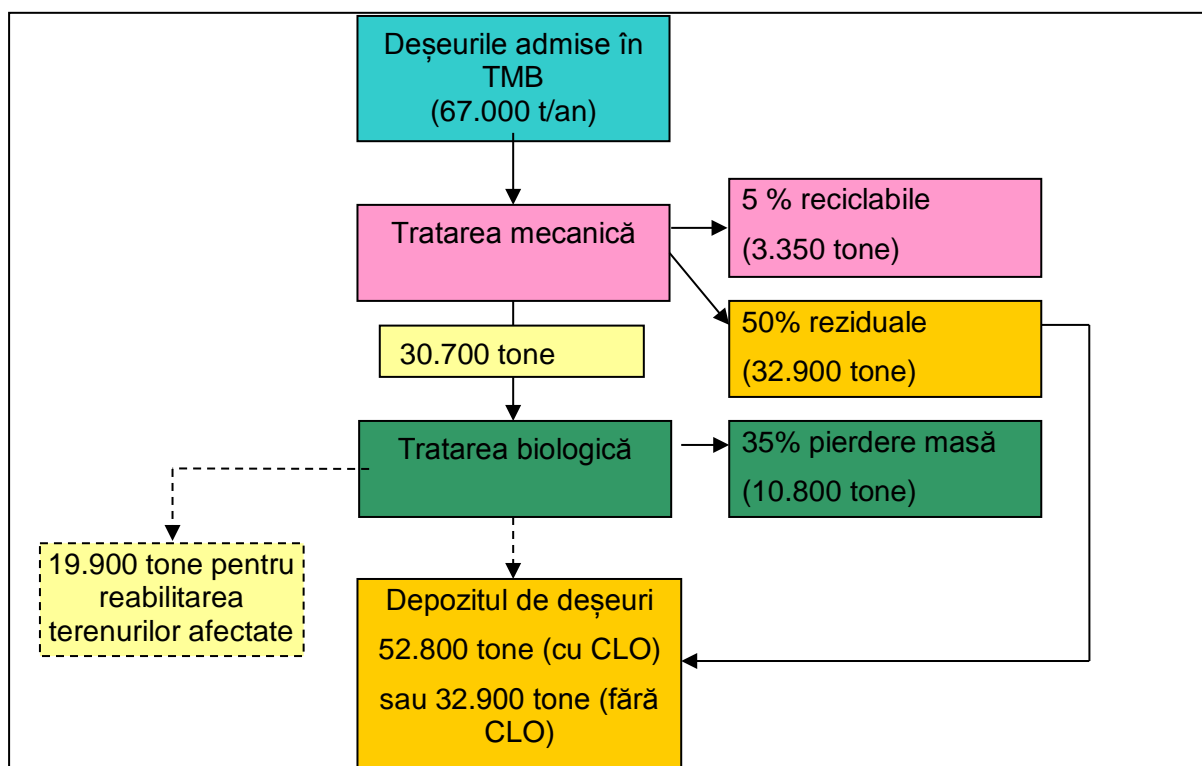 Deșeurile admise în
TMB
(67.000 t/an)
Tratarea mecanică
5 % reciclabile
(3.350 tone)
50% reziduale
(32.900 tone)
30.700 tone
Tratarea biologică
35% pierdere masă
(10.800 tone)
19.900 tone pentru
reabilitarea
terenurilor afectate
Depozitul de deșeuri
52.800 tone (cu CLO)
sau 32.900 tone (fără
CLO)